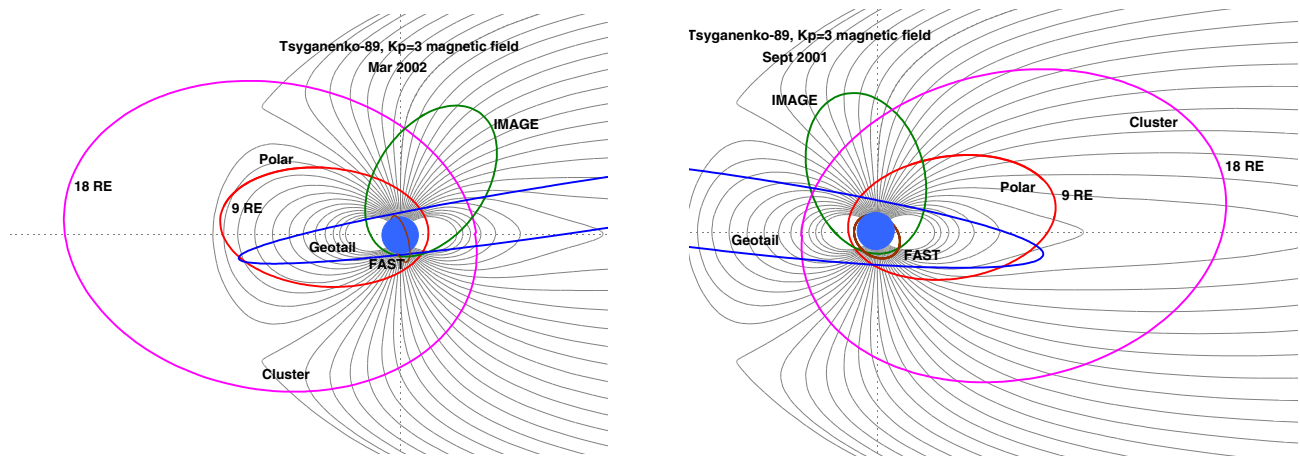 Tsyganenko-89, Kp=3 magnetic field
Mar 2002
IMAGE
Polar
18 RE
9 RE
Geotail
FAST
Cluster
Tsyganenko-89, Kp=3 magnetic field
Sept 2001
IMAGE
Cluster
18 RE
Polar
9 RE
Geotail
FAST